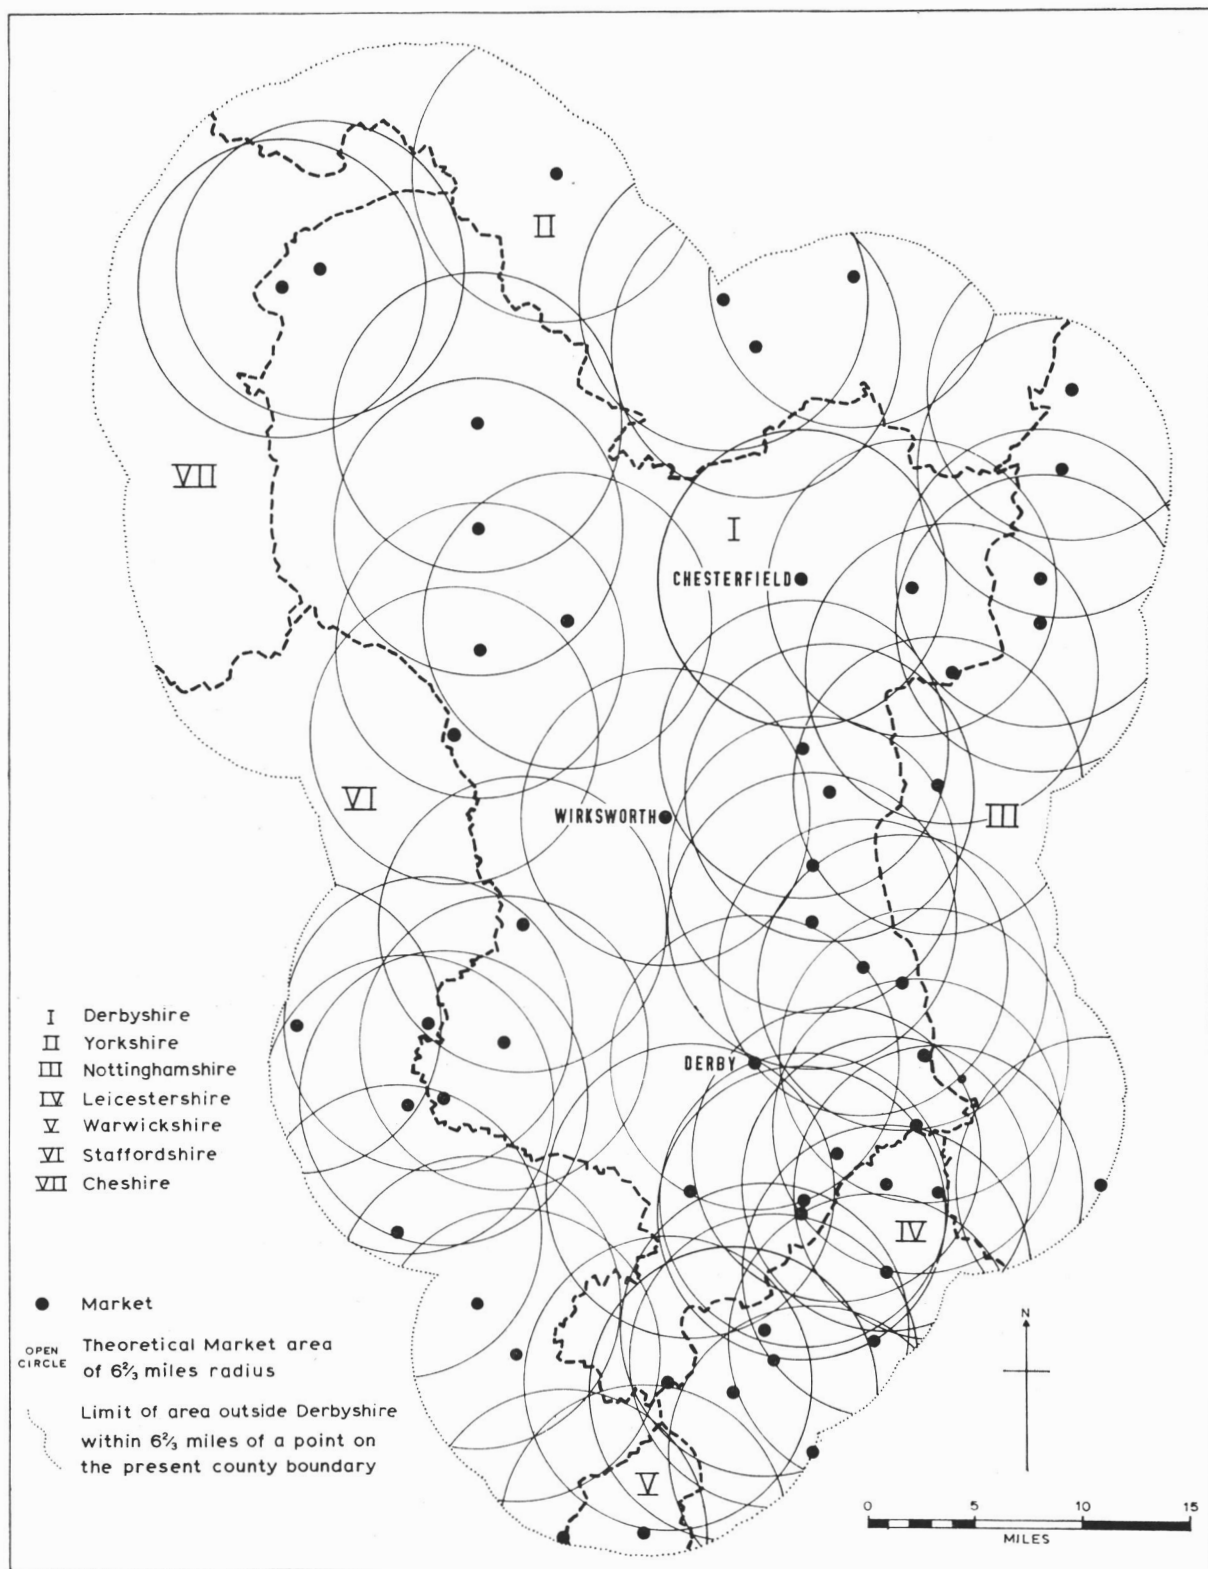 II
VII
I
CHESTERFIELD
VI
WIRKSWORTH
III
DERBY
IV
V
I Derbyshire
II Yorkshire
III Nottinghamshire
IV Leicestershire
V Warwickshire
VI Staffordshire
VII Cheshire
Market
OPEN CIRCLE Theoretical Market area
of 6⅔ miles radius
Limit of area outside Derbyshire
within 6⅔ miles of a point on
the present county boundary
N
0 5 10 15
MILES